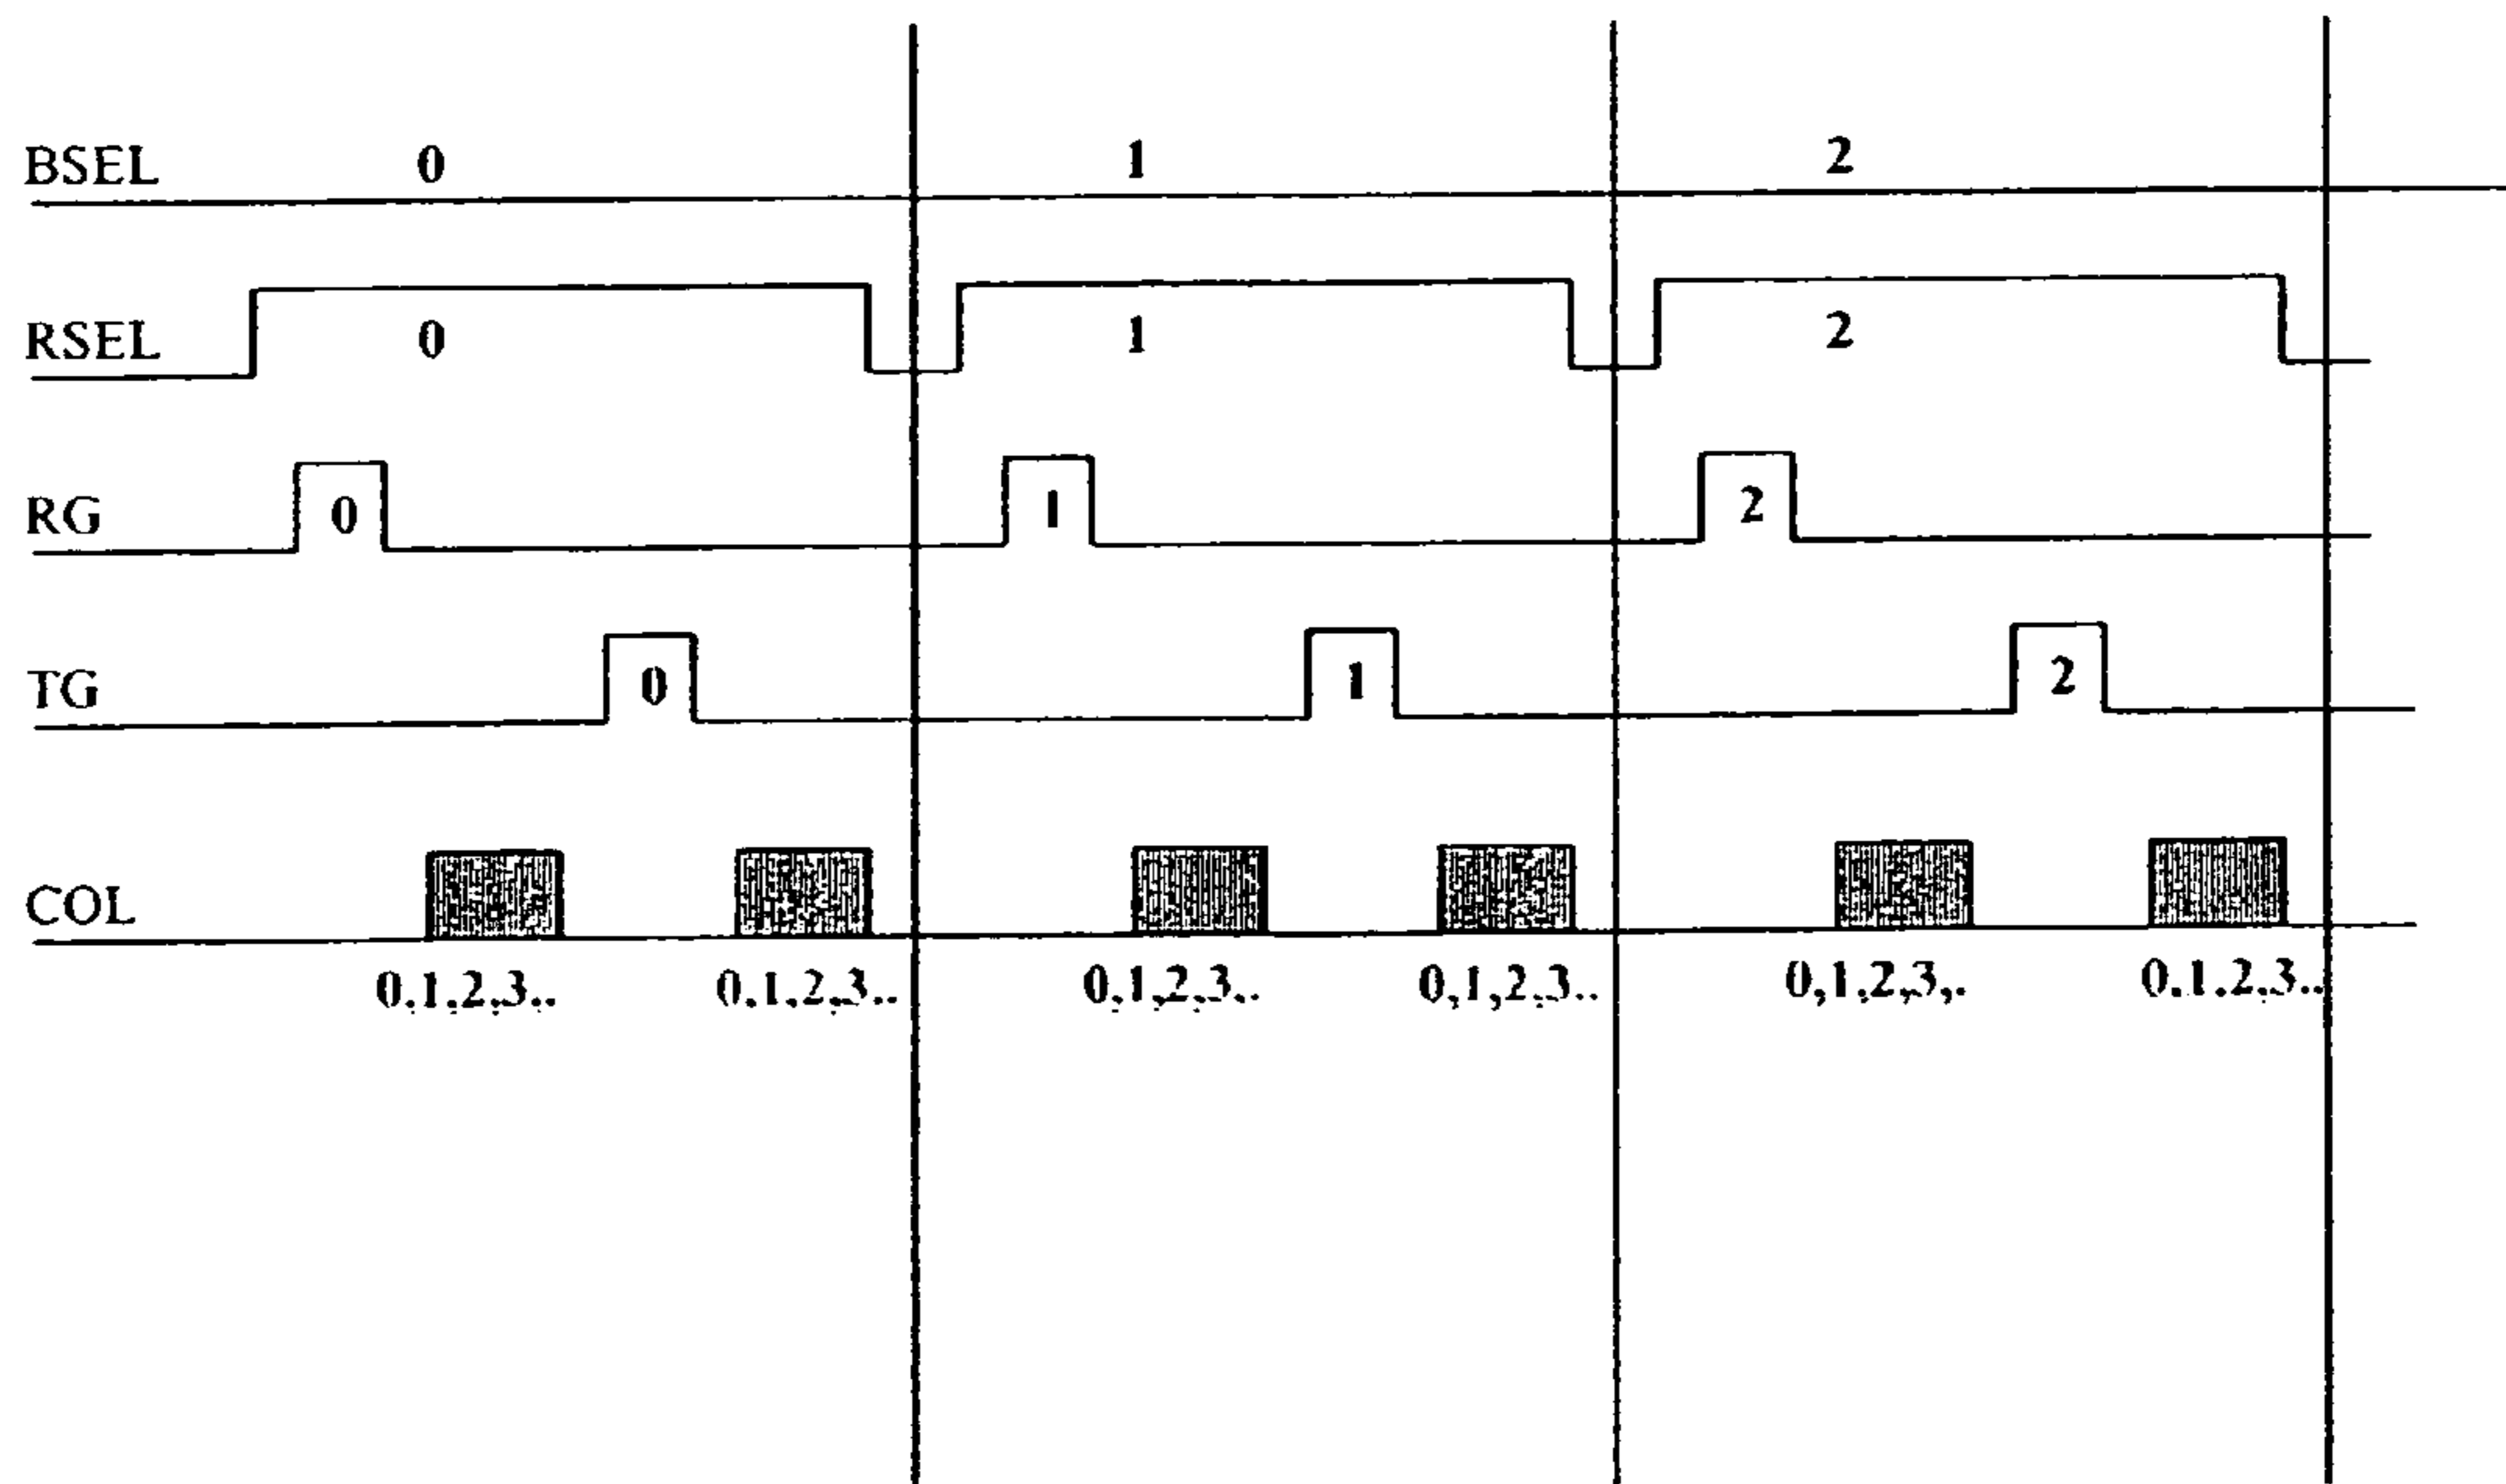 BSEL 0 1 2
RSEL 0 1 2
RG 0 1 2
TG 0 1 2
COL
0,1,2,3.. 0,1,2,3.. 0,1,2,3,. 0,1,2,3.. 0,1,2,3,. 0,1,2,3..